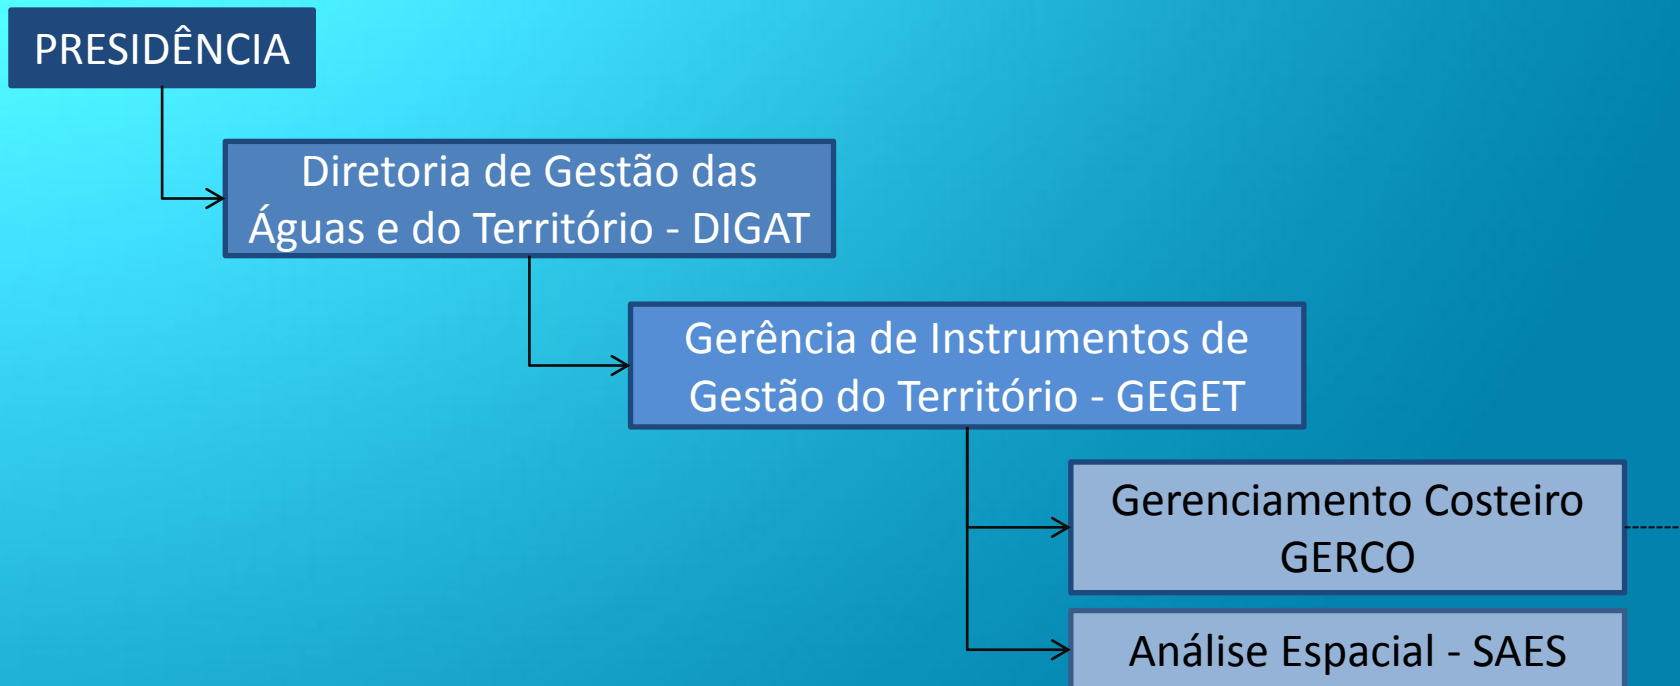 PRESIDÊNCIA
Diretoria de Gestão das
Águas e do Território - DIGAT
Gerência de Instrumentos de
Gestão do Território - GEGET
Gerenciamento Costeiro
GERCO
Análise Espacial - SAES